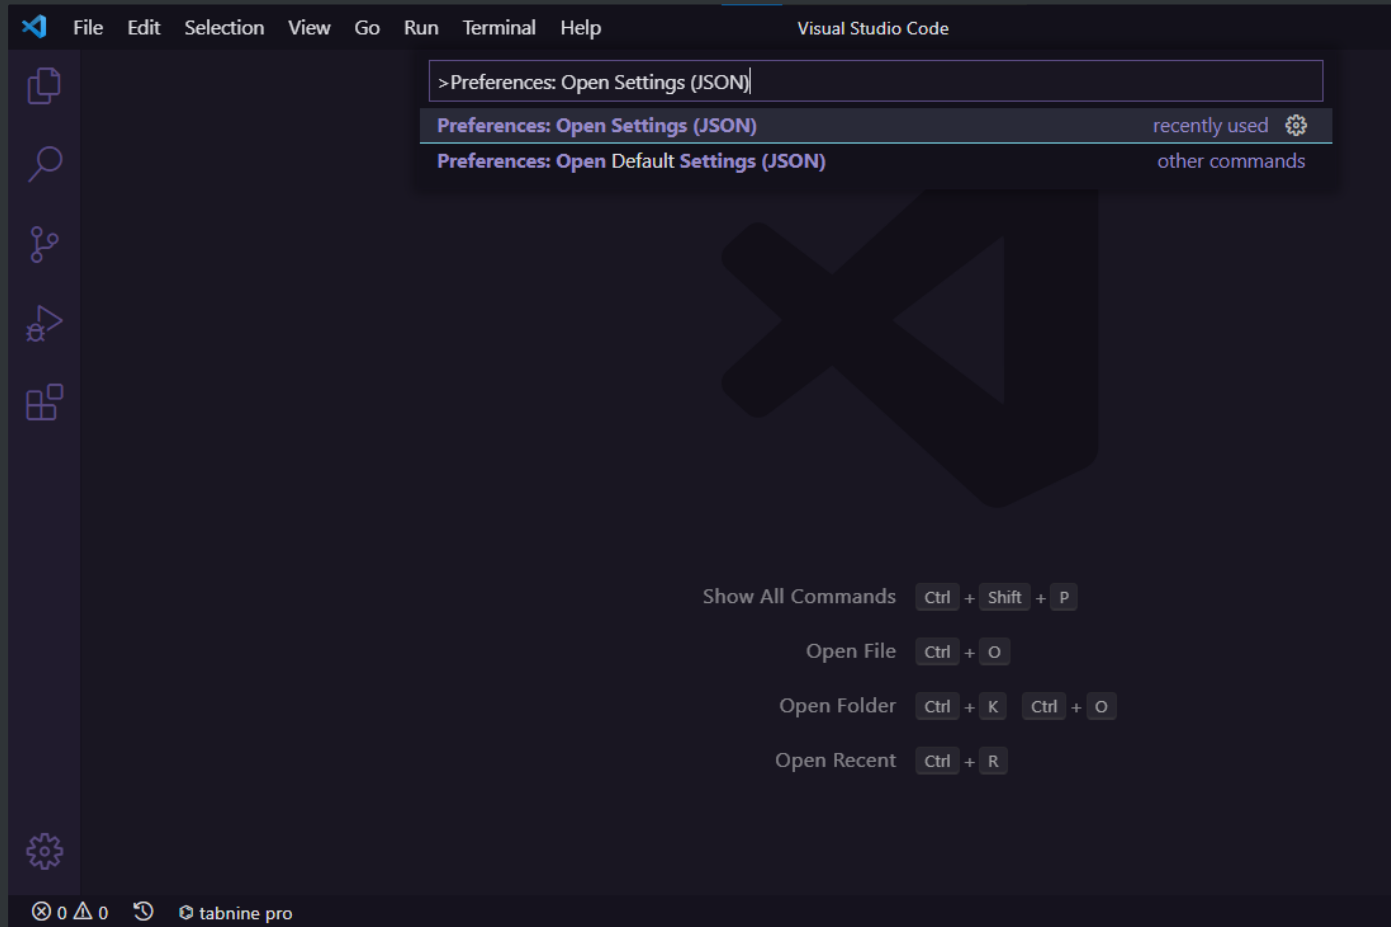 File Edit Selection View Go Run Terminal Help Visual Studio Code
>Preferences: Open Settings (JSON)
Preferences: Open Settings (JSON) recently used
Preferences: Open Default Settings (JSON) other commands
Show All Commands Ctrl + Shift + P
Open File Ctrl + O
Open Folder Ctrl + K Ctrl + O
Open Recent Ctrl + R
0 0 tabnine pro